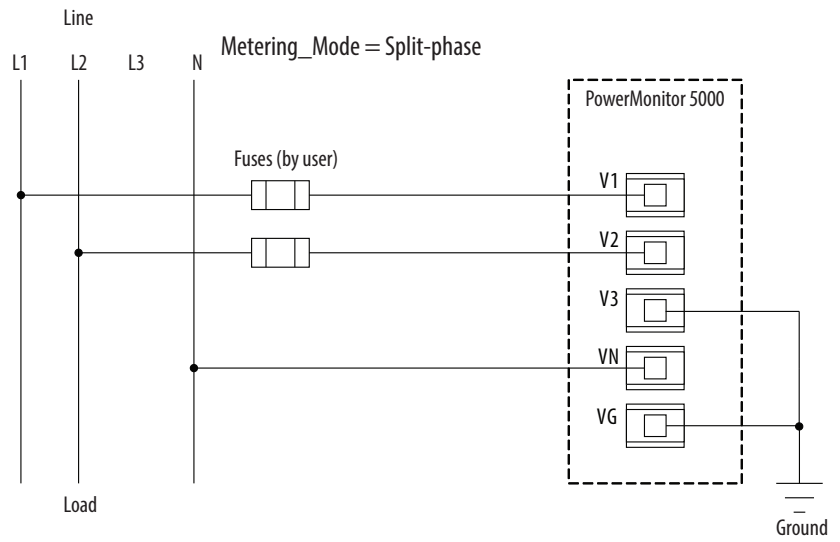 Line
L1 L2 L3 N
Metering_Mode = Split-phase
PowerMonitor 5000
Fuses (by user)
V1
V2
V3
VN
VG
Load
Ground